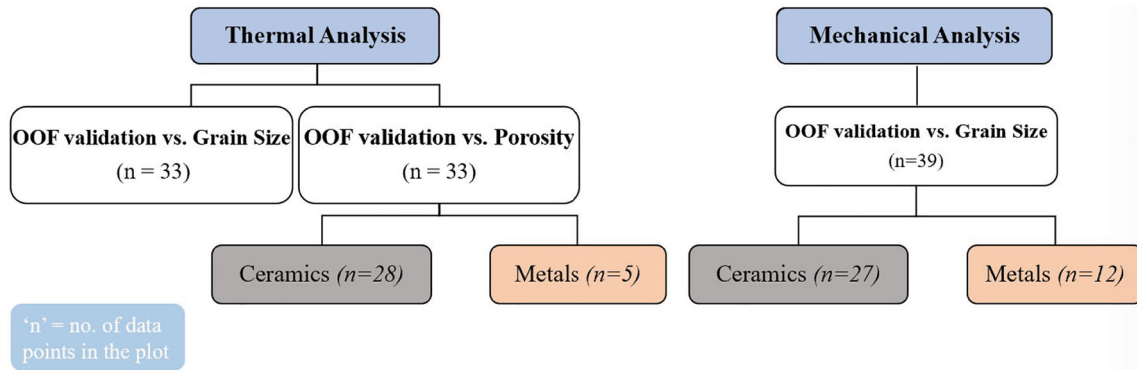 Thermal Analysis
Mechanical Analysis
OOF validation vs. Grain Size
(n = 33)
OOF validation vs. Porosity
(n = 33)
OOF validation vs. Grain Size
(n=39)
Ceramics (n=28)
Metals (n=5)
Ceramics (n=27)
Metals (n=12)
‘n’ = no. of data
points in the plot